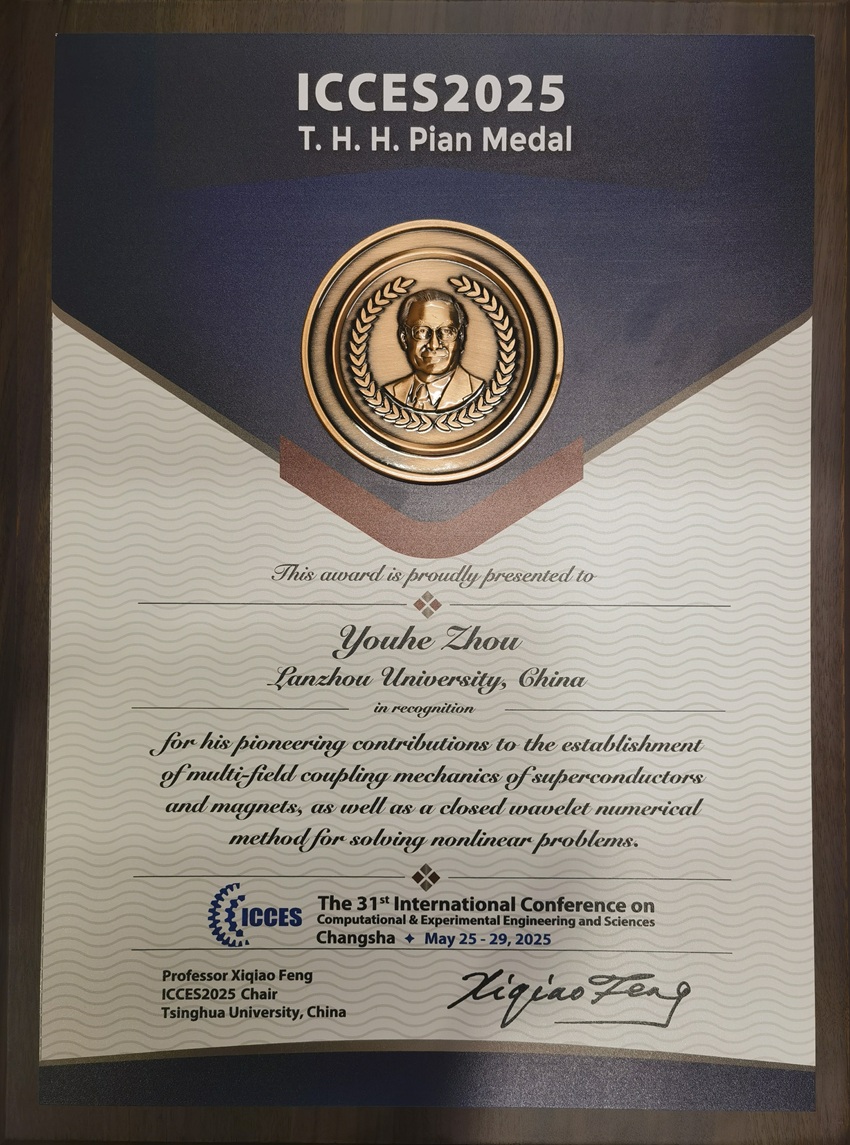 ICCES2025
T. H. H. Pian Medal
This award is proudly presented to
Youhe Zhou
Lanzhou University, China
in recognition
for his pioneering contributions to the establishment
of multi-field coupling mechanics of superconductors
and magnets, as well as a closed wavelet numerical
method for solving nonlinear problems.
ICCES
The 31st International Conference on
Computational & Experimental Engineering and Sciences
Changsha ✦ May 25 - 29, 2025
Professor Xiqiao Feng
ICCES2025 Chair
Tsinghua University, China
Xiqiao Feng